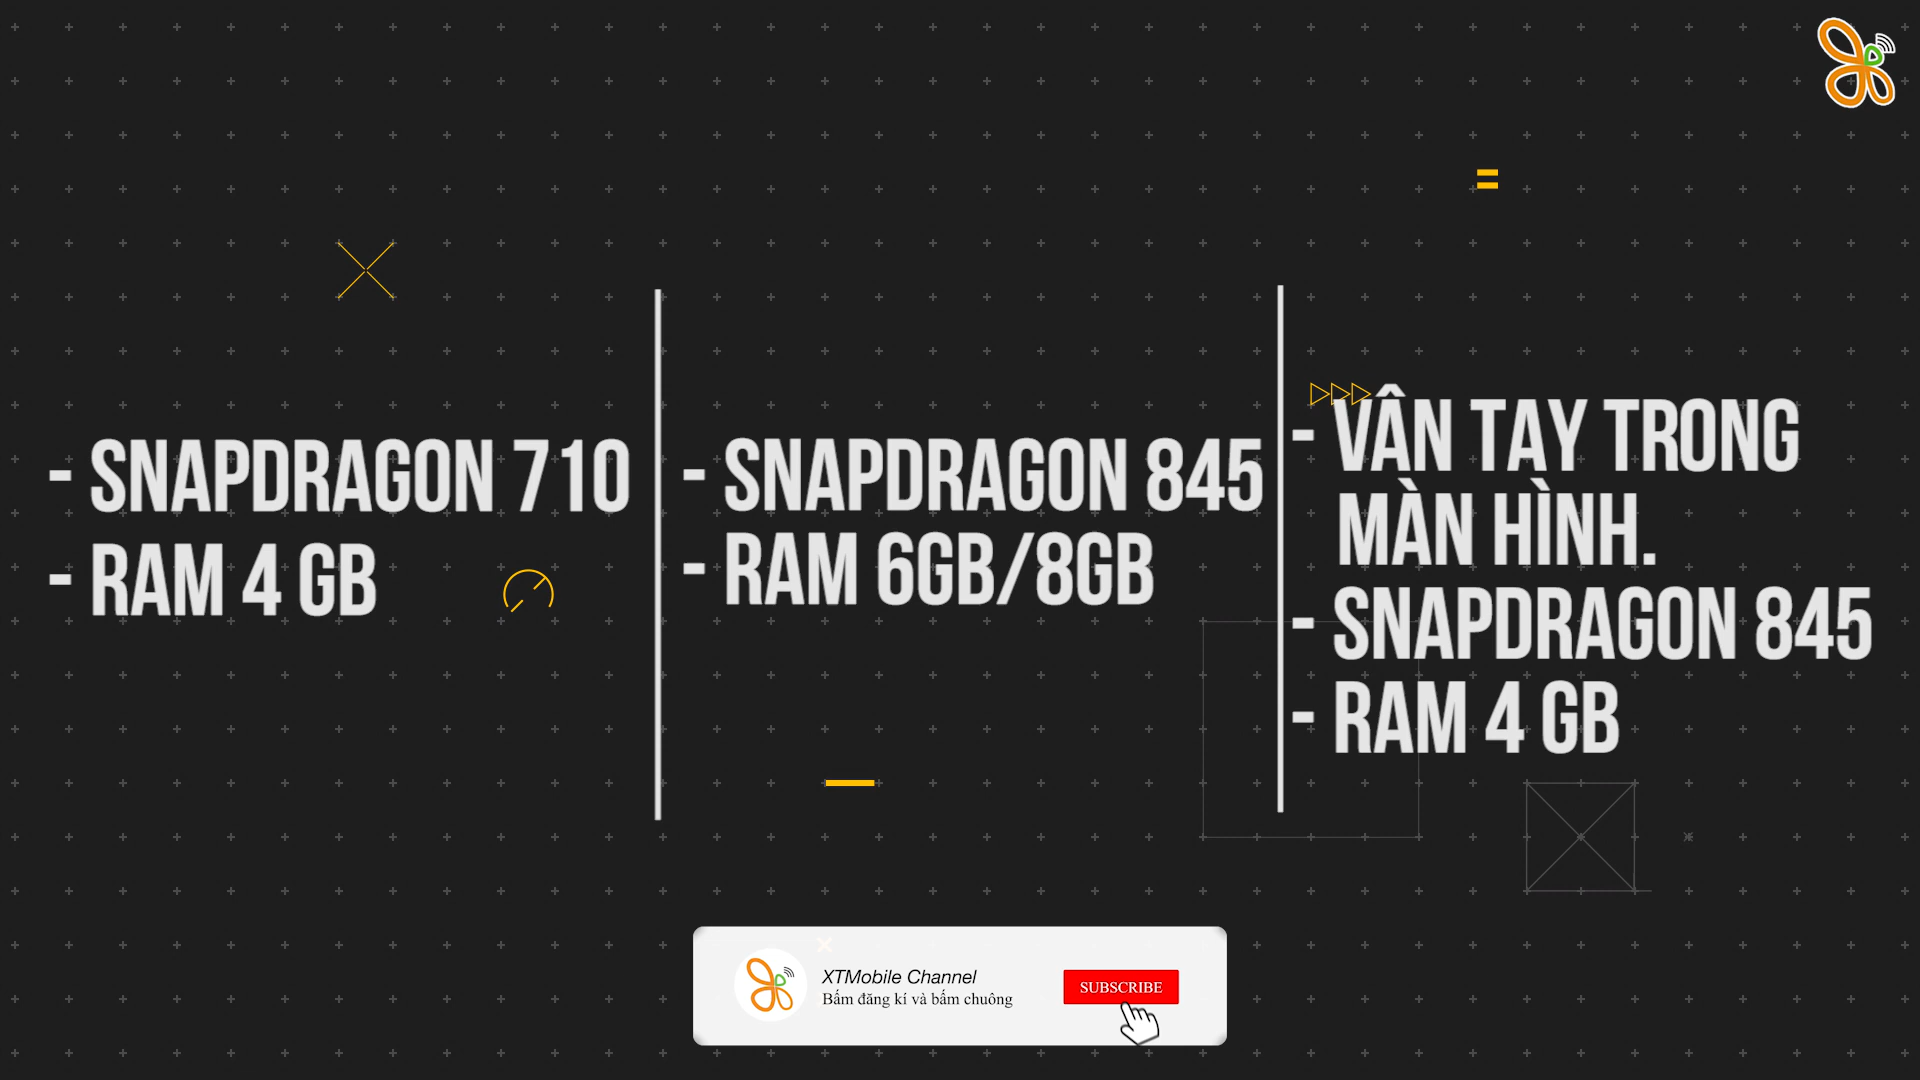 - SNAPDRAGON 710
- RAM 4 GB
- SNAPDRAGON 845
- RAM 6GB/8GB
- VÂN TAY TRONG
MÀN HÌNH.
- SNAPDRAGON 845
- RAM 4 GB
XTMobile Channel
Bấm đăng kí và bấm chuông
SUBSCRIBE